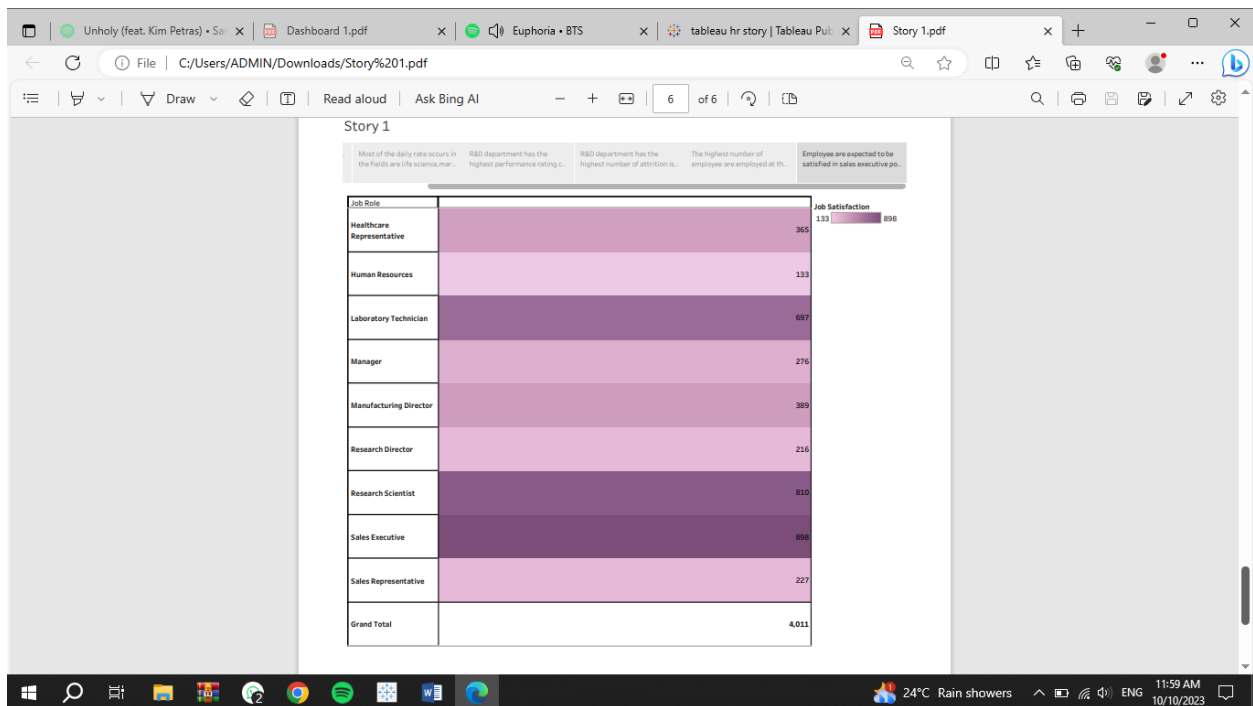 Unholy (feat. Kim Petras) • Sa
Dashboard 1.pdf
Euphoria • BTS
tableau hr story | Tableau Pub
Story 1.pdf
File
C:/Users/ADMIN/Downloads/Story%201.pdf
Draw
Read aloud
Ask Bing AI
6
of 6
Story 1
Most of the daily rate occurs in
the fields are life science,mar..
R&D department has the
highest performance rating c..
R&D department has the
highest number of attrition is..
The highest number of
employee are employed at th..
Employee are expected to be
satisfied in sales executive po..
Job Role
Healthcare
Representative
365
Human Resources
133
Laboratory Technician
697
Manager
276
Manufacturing Director
389
Research Director
216
Research Scientist
810
Sales Executive
898
Sales Representative
227
Grand Total
4,011
Job Satisfaction
133
898
24°C Rain showers
ENG
11:59 AM
10/10/2023